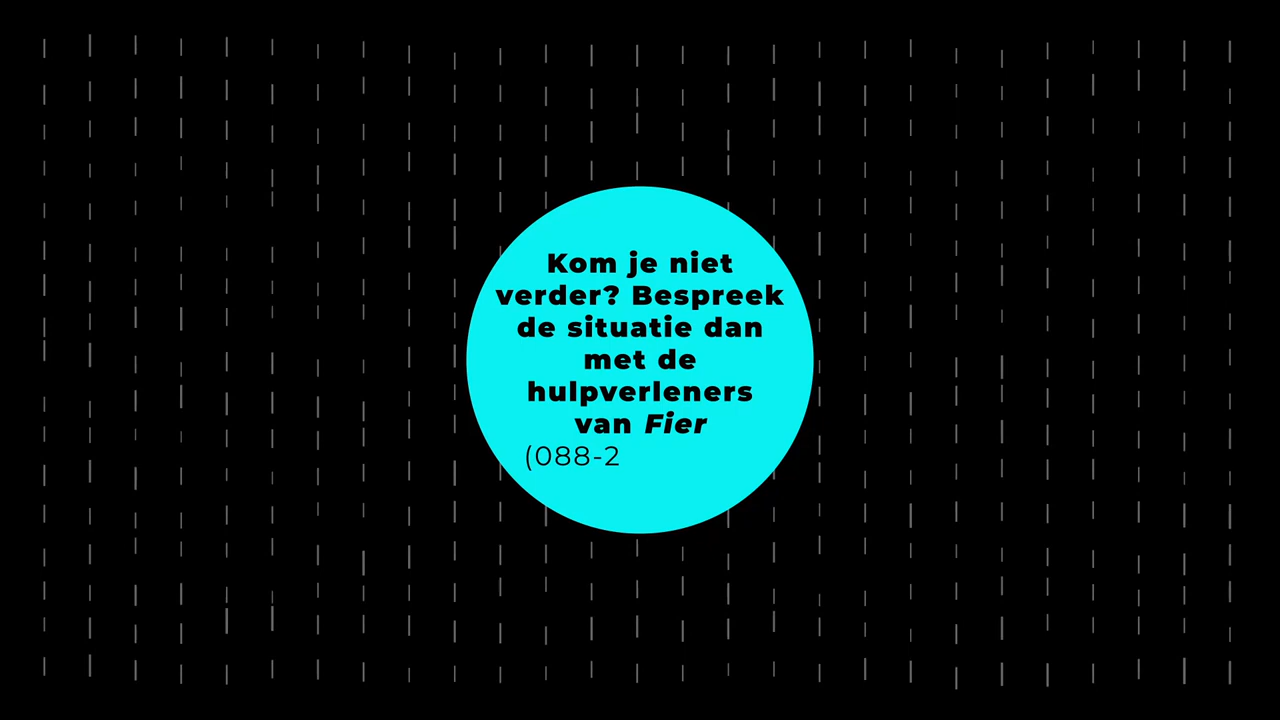 Kom je niet
verder? Bespreek
de situatie dan
met de
hulpverleners
van Fier
(088-2